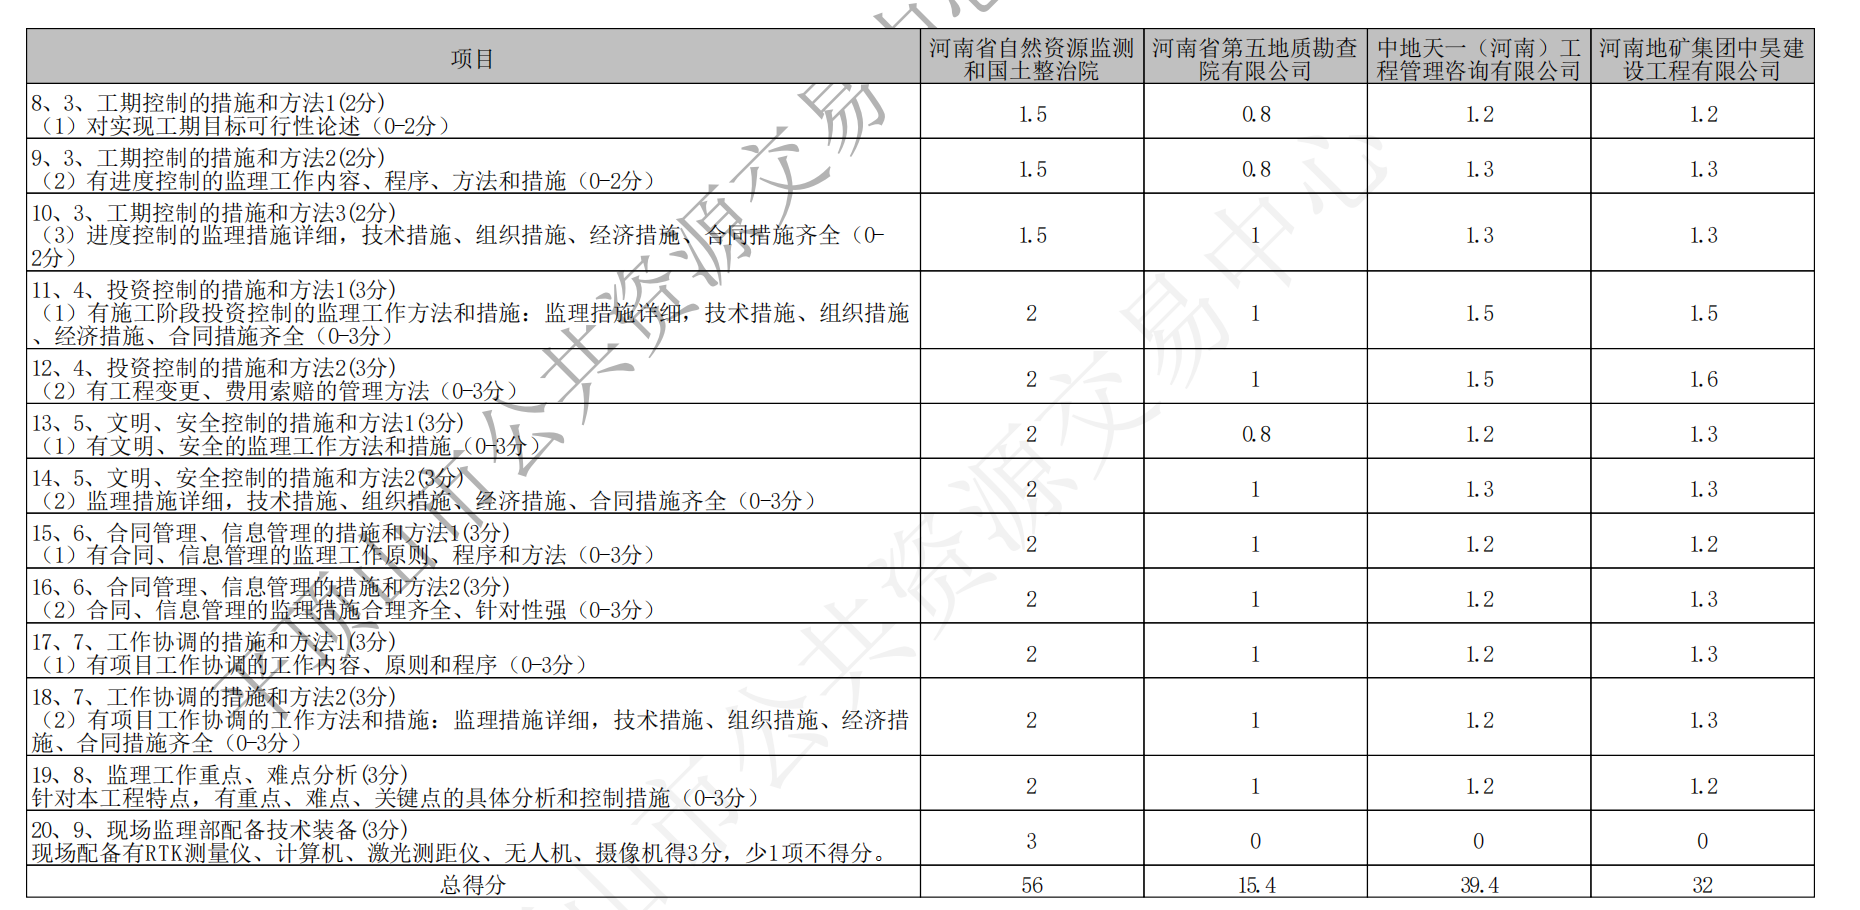 项目
河南省自然资源监测
和国土整治院
河南省第五地质勘查
院有限公司
中地天一（河南）工
程管理咨询有限公司
河南地矿集团中昊建
设工程有限公司
8、3、工期控制的措施和方法1(2分)
（1）对实现工期目标可行性论述（0-2分）
1.5
0.8
1.2
1.2
9、3、工期控制的措施和方法2(2分)
（2）有进度控制的监理工作内容、程序、方法和措施（0-2分）
1.5
0.8
1.3
1.3
10、3、工期控制的措施和方法3(2分)
（3）进度控制的监理措施详细，技术措施、组织措施、经济措施、合同措施齐全（0-
2分）
1.5
1
1.3
1.3
11、4、投资控制的措施和方法1(3分)
（1）有施工阶段投资控制的监理工作方法和措施：监理措施详细，技术措施、组织措施
、经济措施、合同措施齐全（0-3分）
2
1
1.5
1.5
12、4、投资控制的措施和方法2(3分)
（2）有工程变更、费用索赔的管理方法（0-3分）
2
1
1.5
1.6
13、5、文明、安全控制的措施和方法1(3分)
（1）有文明、安全的监理工作方法和措施（0-3分）
2
0.8
1.2
1.3
14、5、文明、安全控制的措施和方法2(3分)
（2）监理措施详细，技术措施、组织措施、经济措施、合同措施齐全（0-3分）
2
1
1.3
1.3
15、6、合同管理、信息管理的措施和方法1(3分)
（1）有合同、信息管理的监理工作原则、程序和方法（0-3分）
2
1
1.2
1.2
16、6、合同管理、信息管理的措施和方法2(3分)
（2）合同、信息管理的监理措施合理齐全、针对性强（0-3分）
2
1
1.2
1.3
17、7、工作协调的措施和方法1(3分)
（1）有项目工作协调的工作内容、原则和程序（0-3分）
2
1
1.2
1.3
18、7、工作协调的措施和方法2(3分)
（2）有项目工作协调的工作方法和措施：监理措施详细，技术措施、组织措施、经济措
施、合同措施齐全（0-3分）
2
1
1.2
1.3
19、8、监理工作重点、难点分析(3分)
针对本工程特点，有重点、难点、关键点的具体分析和控制措施（0-3分）
2
1
1.2
1.2
20、9、现场监理部配备技术装备(3分)
现场配备有RTK测量仪、计算机、激光测距仪、无人机、摄像机得3分，少1项不得分。
3
0
0
0
总得分
56
15.4
39.4
32
平顶山市公共资源交易中心
山市公共资源交易中心